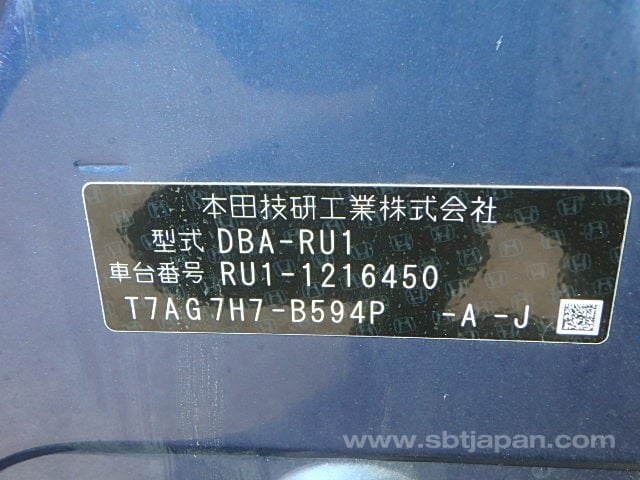 本田技研工業株式会社
型式 DBA-RU1
車台番号 RU1-1216450
T7AG7H7-B594P -A -J
www.sbtjapan.com